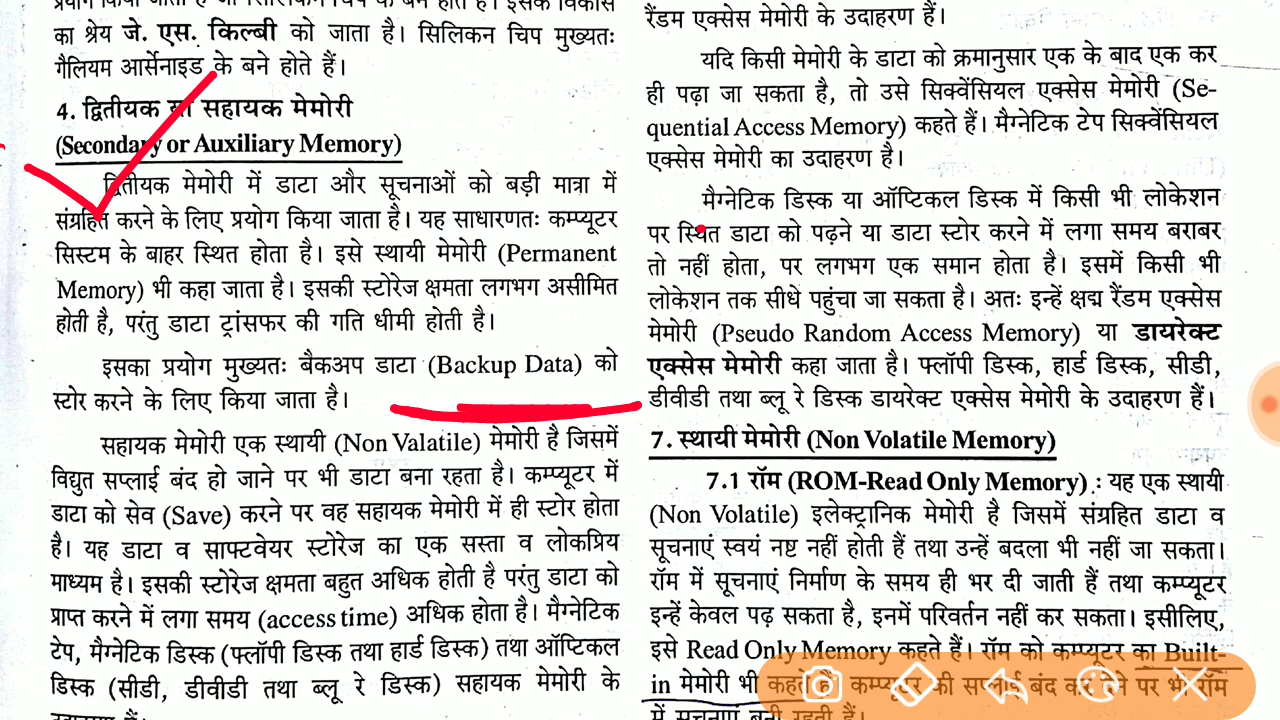 प्रयोग किया जाता है जो सिलिकन चिप के बने होते हैं। इसके विकास
का श्रेय जे. एस. किल्बी को जाता है। सिलिकन चिप मुख्यतः
गैलियम आर्सेनाइड के बने होते हैं।
4. द्वितीयक या सहायक मेमोरी
(Secondary or Auxiliary Memory)
द्वितीयक मेमोरी में डाटा और सूचनाओं को बड़ी मात्रा में
संग्रहित करने के लिए प्रयोग किया जाता है। यह साधारणतः कम्प्यूटर
सिस्टम के बाहर स्थित होता है। इसे स्थायी मेमोरी (Permanent
Memory) भी कहा जाता है। इसकी स्टोरेज क्षमता लगभग असीमित
होती है, परंतु डाटा ट्रांसफर की गति धीमी होती है।
इसका प्रयोग मुख्यतः बैकअप डाटा (Backup Data) को
स्टोर करने के लिए किया जाता है।
सहायक मेमोरी एक स्थायी (Non Valatile) मेमोरी है जिसमें
विद्युत सप्लाई बंद हो जाने पर भी डाटा बना रहता है। कम्प्यूटर में
डाटा को सेव (Save) करने पर वह सहायक मेमोरी में ही स्टोर होता
है। यह डाटा व साफ्टवेयर स्टोरेज का एक सस्ता व लोकप्रिय
माध्यम है। इसकी स्टोरेज क्षमता बहुत अधिक होती है परंतु डाटा को
प्राप्त करने में लगा समय (access time) अधिक होता है। मैग्नेटिक
टेप, मैग्नेटिक डिस्क (फ्लॉपी डिस्क तथा हार्ड डिस्क) तथा ऑप्टिकल
डिस्क (सीडी, डीवीडी तथा ब्लू रे डिस्क) सहायक मेमोरी के
रैंडम एक्सेस मेमोरी के उदाहरण हैं।
यदि किसी मेमोरी के डाटा को क्रमानुसार एक के बाद एक कर
ही पढ़ा जा सकता है, तो उसे सिक्वेंसियल एक्सेस मेमोरी (Se-
quential Access Memory) कहते हैं। मैग्नेटिक टेप सिक्वेंसियल
एक्सेस मेमोरी का उदाहरण है।
मैग्नेटिक डिस्क या ऑप्टिकल डिस्क में किसी भी लोकेशन
पर स्थित डाटा को पढ़ने या डाटा स्टोर करने में लगा समय बराबर
तो नहीं होता, पर लगभग एक समान होता है। इसमें किसी भी
लोकेशन तक सीधे पहुंचा जा सकता है। अतः इन्हें क्षद्म रैंडम एक्सेस
मेमोरी (Pseudo Random Access Memory) या डायरेक्ट
एक्सेस मेमोरी कहा जाता है। फ्लॉपी डिस्क, हार्ड डिस्क, सीडी,
डीवीडी तथा ब्लू रे डिस्क डायरेक्ट एक्सेस मेमोरी के उदाहरण हैं।
7. स्थायी मेमोरी (Non Volatile Memory)
7.1 रॉम (ROM-Read Only Memory) : यह एक स्थायी
(Non Volatile) इलेक्ट्रानिक मेमोरी है जिसमें संग्रहित डाटा व
सूचनाएं स्वयं नष्ट नहीं होती हैं तथा उन्हें बदला भी नहीं जा सकता।
रॉम में सूचनाएं निर्माण के समय ही भर दी जाती हैं तथा कम्प्यूटर
इन्हें केवल पढ़ सकता है, इनमें परिवर्तन नहीं कर सकता। इसीलिए,
इसे Read Only Memory कहते हैं। रॉम को कम्प्यूटर का Built-
in मेमोरी भी कहते हैं। कम्प्यूटर की सप्लाई बंद कर देने पर भी रॉम
में सूचनाएं बनी रहती हैं।